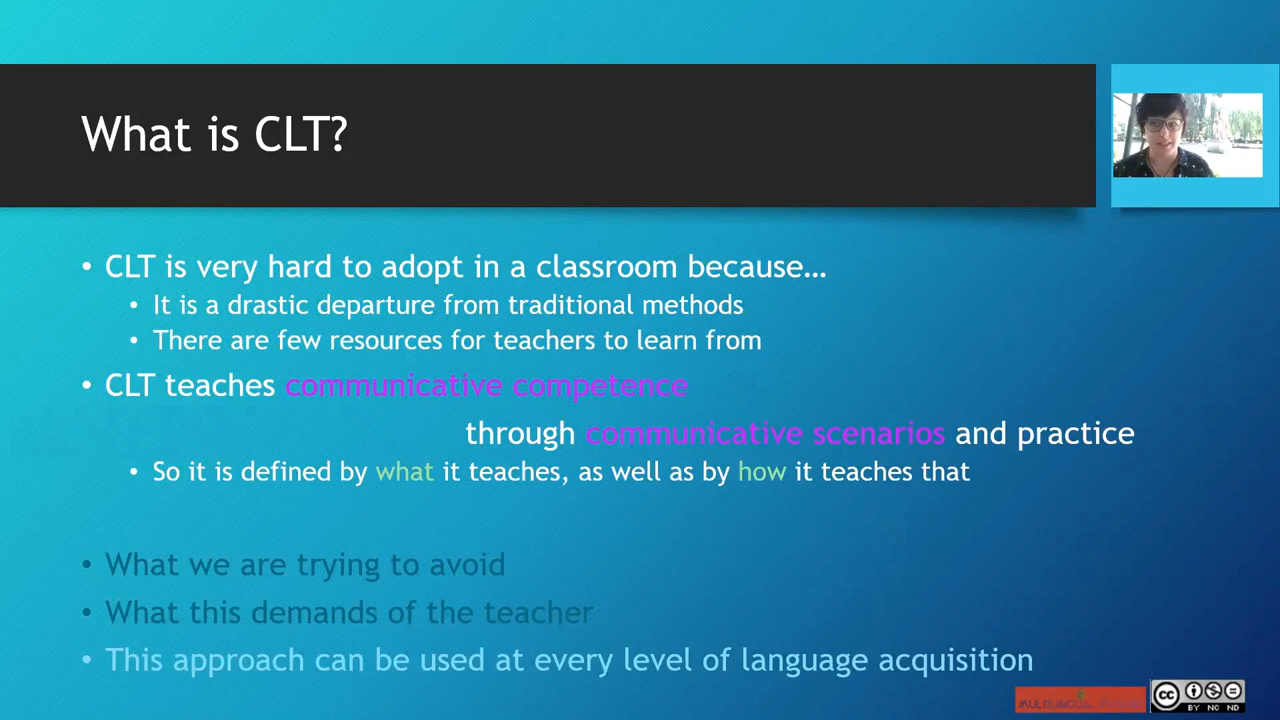 What is CLT?
• CLT is very hard to adopt in a classroom because…
• It is a drastic departure from traditional methods
• There are few resources for teachers to learn from
• CLT teaches communicative competence
through communicative scenarios and practice
• So it is defined by what it teaches, as well as by how it teaches that
• What we are trying to avoid
• What this demands of the teacher
• This approach can be used at every level of language acquisition
cc
BY NC ND